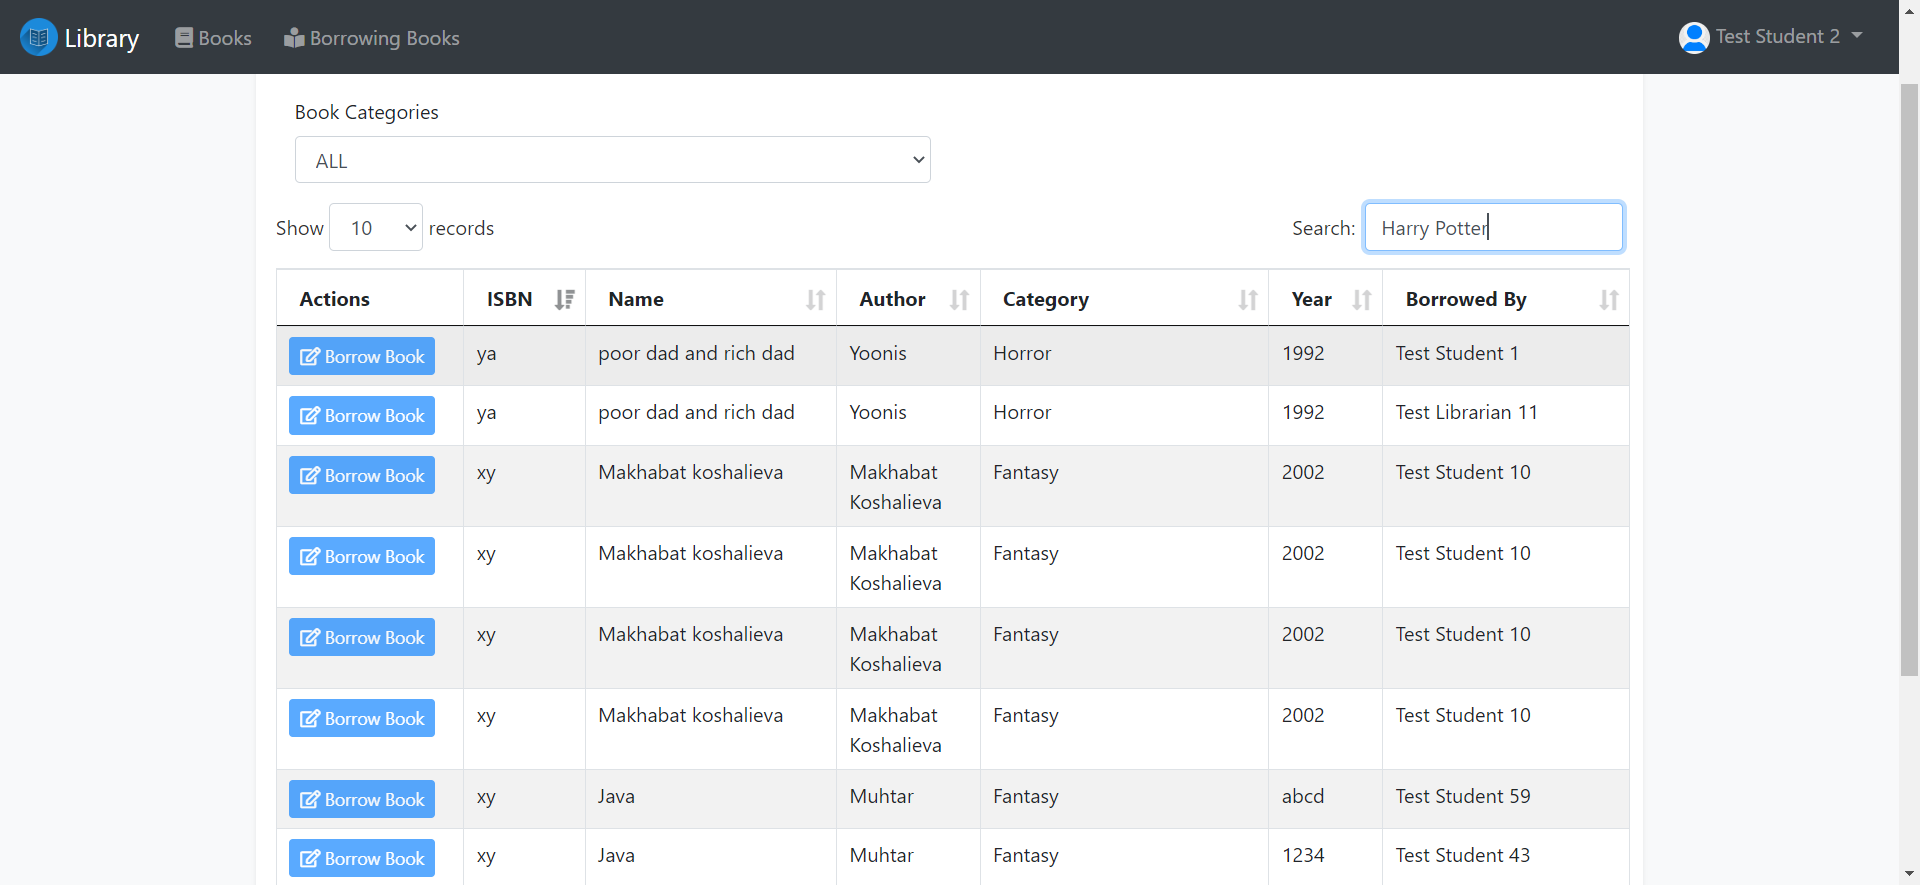 Library Books Borrowing Books Test Student 2
Book Categories
ALL
Show 10 records Search: Harry Potter
Actions ISBN Name Author Category Year Borrowed By
Borrow Book ya poor dad and rich dad Yoonis Horror 1992 Test Student 1
Borrow Book ya poor dad and rich dad Yoonis Horror 1992 Test Librarian 11
Borrow Book xy Makhabat koshalieva Makhabat Koshalieva Fantasy 2002 Test Student 10
Borrow Book xy Makhabat koshalieva Makhabat Koshalieva Fantasy 2002 Test Student 10
Borrow Book xy Makhabat koshalieva Makhabat Koshalieva Fantasy 2002 Test Student 10
Borrow Book xy Makhabat koshalieva Makhabat Koshalieva Fantasy 2002 Test Student 10
Borrow Book xy Java Muhtar Fantasy abcd Test Student 59
Borrow Book xy Java Muhtar Fantasy 1234 Test Student 43